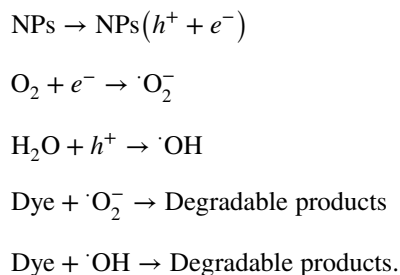 NPs → NPs(h⁺ + e⁻)
O₂ + e⁻ → ˙O₂⁻
H₂O + h⁺ → ˙OH
Dye + ˙O₂⁻ → Degradable products
Dye + ˙OH → Degradable products.